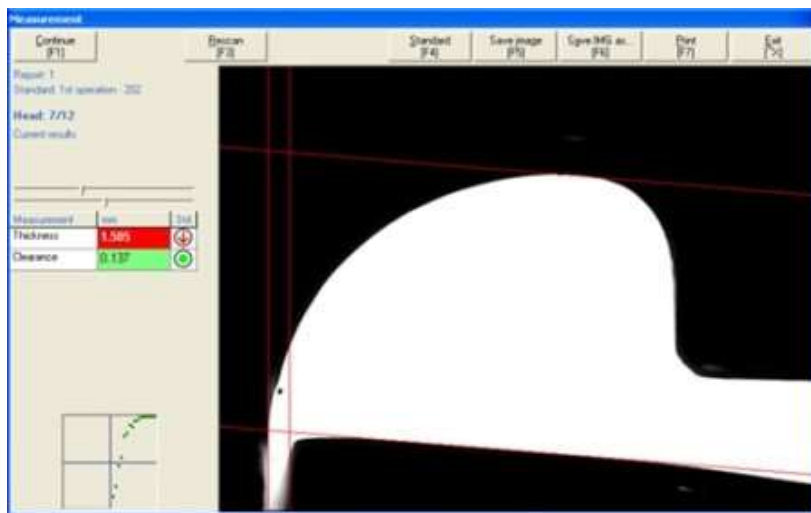 Measurement
Continue [F1] Rescan [F3] Standard [F4] Save image [F5] Save IMG as... [F6] Print [F7] Exit
Report: 1
Standard: 1st operation - 202
Head: 7/12
Current results
Measurement mm Std.
Thickness 1.585
Clearance 0.137